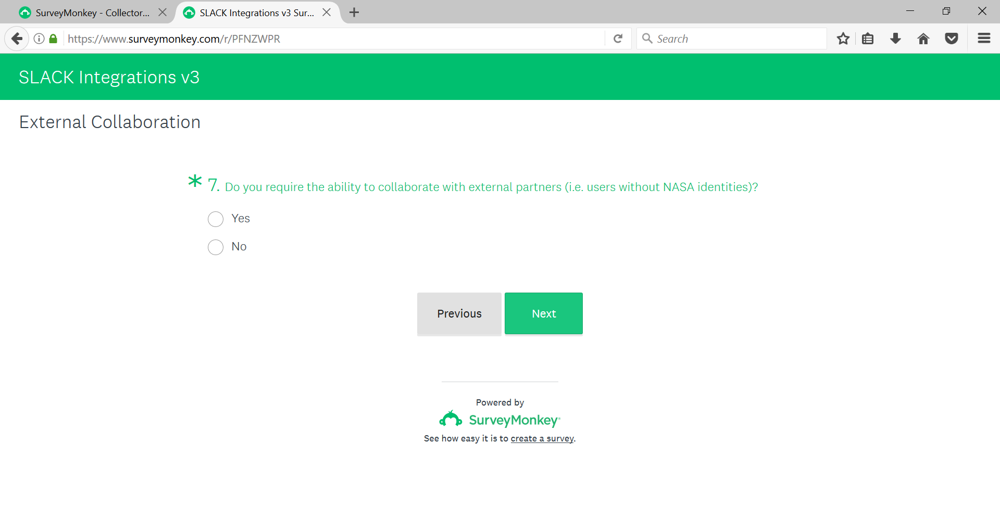 SurveyMonkey - Collector...
SLACK Integrations v3 Sur...
https://www.surveymonkey.com/r/PFNZWPR
Search
SLACK Integrations v3
External Collaboration
* 7. Do you require the ability to collaborate with external partners (i.e. users without NASA identities)?
Yes
No
Previous
Next
Powered by
SurveyMonkey®
See how easy it is to create a survey.